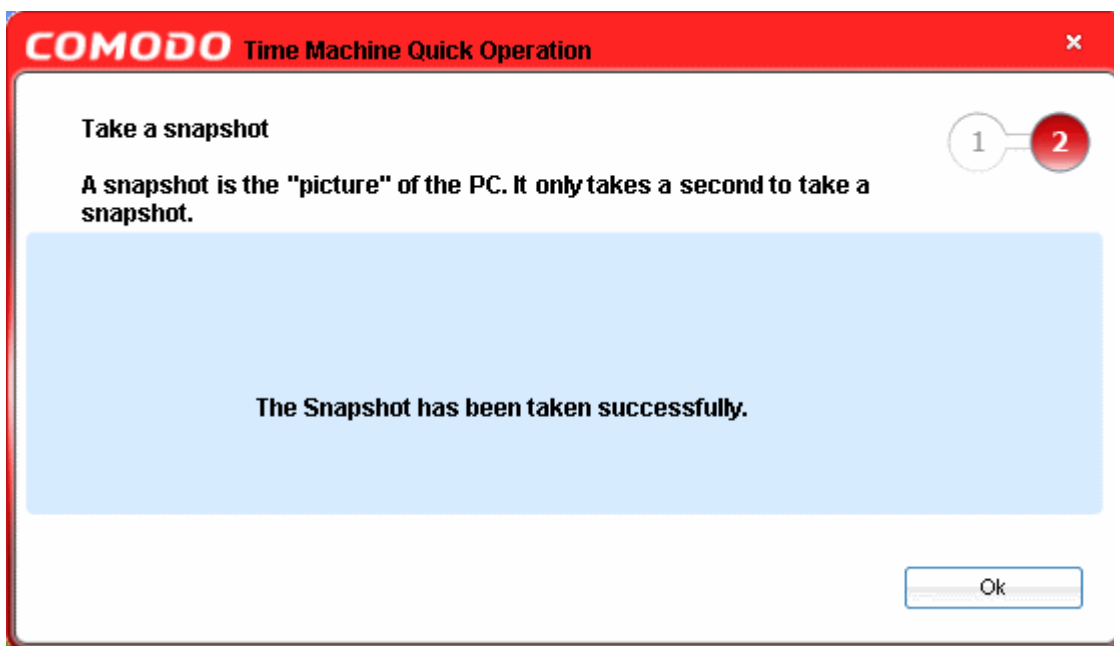 COMODO Time Machine Quick Operation
Take a snapshot
1 2
A snapshot is the "picture" of the PC. It only takes a second to take a
snapshot.
The Snapshot has been taken successfully.
Ok